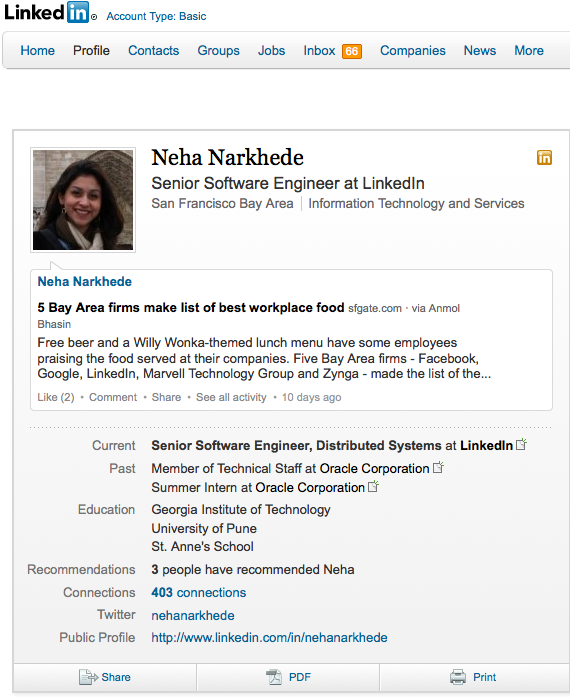 Linked in Account Type: Basic
Home Profile Contacts Groups Jobs Inbox 66 Companies News More
Neha Narkhede in
Senior Software Engineer at LinkedIn
San Francisco Bay Area Information Technology and Services
Neha Narkhede
5 Bay Area firms make list of best workplace food sfgate.com · via Anmol
Bhasin
Free beer and a Willy Wonka-themed lunch menu have some employees
praising the food served at their companies. Five Bay Area firms - Facebook,
Google, LinkedIn, Marvell Technology Group and Zynga - made the list of the...
Like (2) • Comment • Share • See all activity • 10 days ago
Current Senior Software Engineer, Distributed Systems at LinkedIn
Past Member of Technical Staff at Oracle Corporation
Summer Intern at Oracle Corporation
Education Georgia Institute of Technology
University of Pune
St. Anne's School
Recommendations 3 people have recommended Neha
Connections 403 connections
Twitter nehanarkhede
Public Profile http://www.linkedin.com/in/nehanarkhede
Share PDF Print